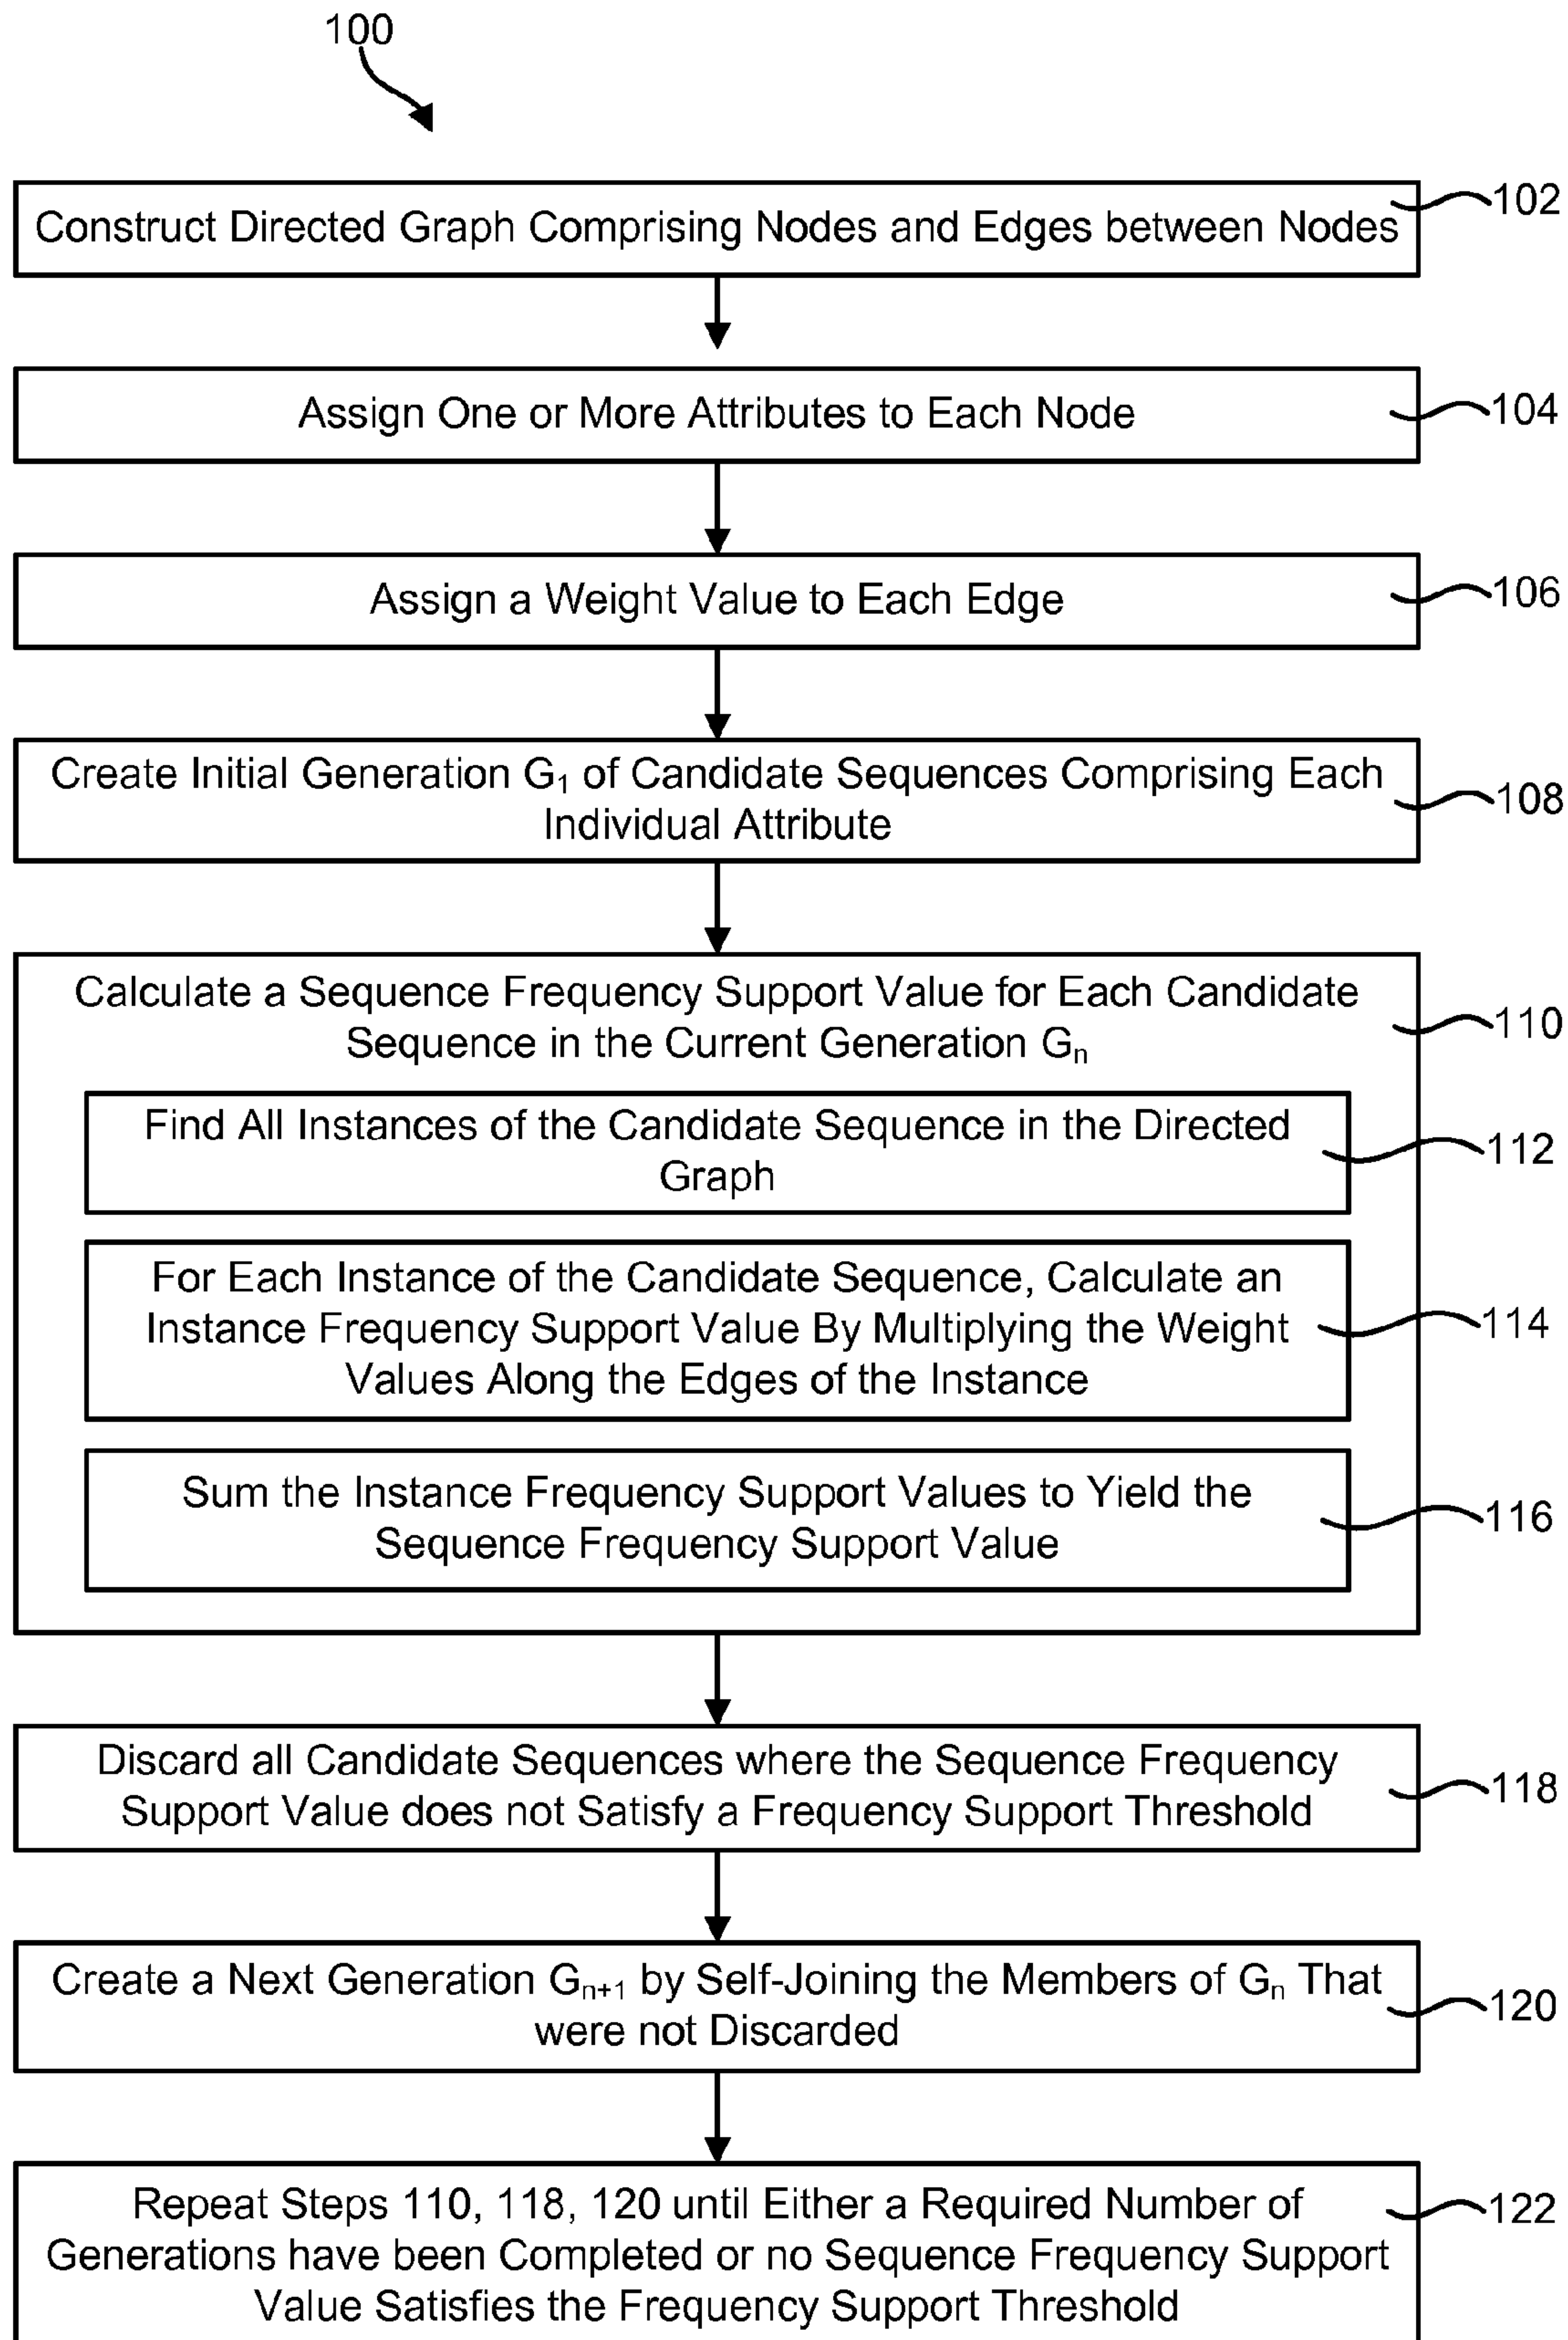 100
Construct Directed Graph Comprising Nodes and Edges between Nodes
102
Assign One or More Attributes to Each Node
104
Assign a Weight Value to Each Edge
106
Create Initial Generation G₁ of Candidate Sequences Comprising Each
Individual Attribute
108
Calculate a Sequence Frequency Support Value for Each Candidate
Sequence in the Current Generation Gₙ
110
Find All Instances of the Candidate Sequence in the Directed
Graph
112
For Each Instance of the Candidate Sequence, Calculate an
Instance Frequency Support Value By Multiplying the Weight
Values Along the Edges of the Instance
114
Sum the Instance Frequency Support Values to Yield the
Sequence Frequency Support Value
116
Discard all Candidate Sequences where the Sequence Frequency
Support Value does not Satisfy a Frequency Support Threshold
118
Create a Next Generation Gₙ₊₁ by Self-Joining the Members of Gₙ That
were not Discarded
120
Repeat Steps 110, 118, 120 until Either a Required Number of
Generations have been Completed or no Sequence Frequency Support
Value Satisfies the Frequency Support Threshold
122